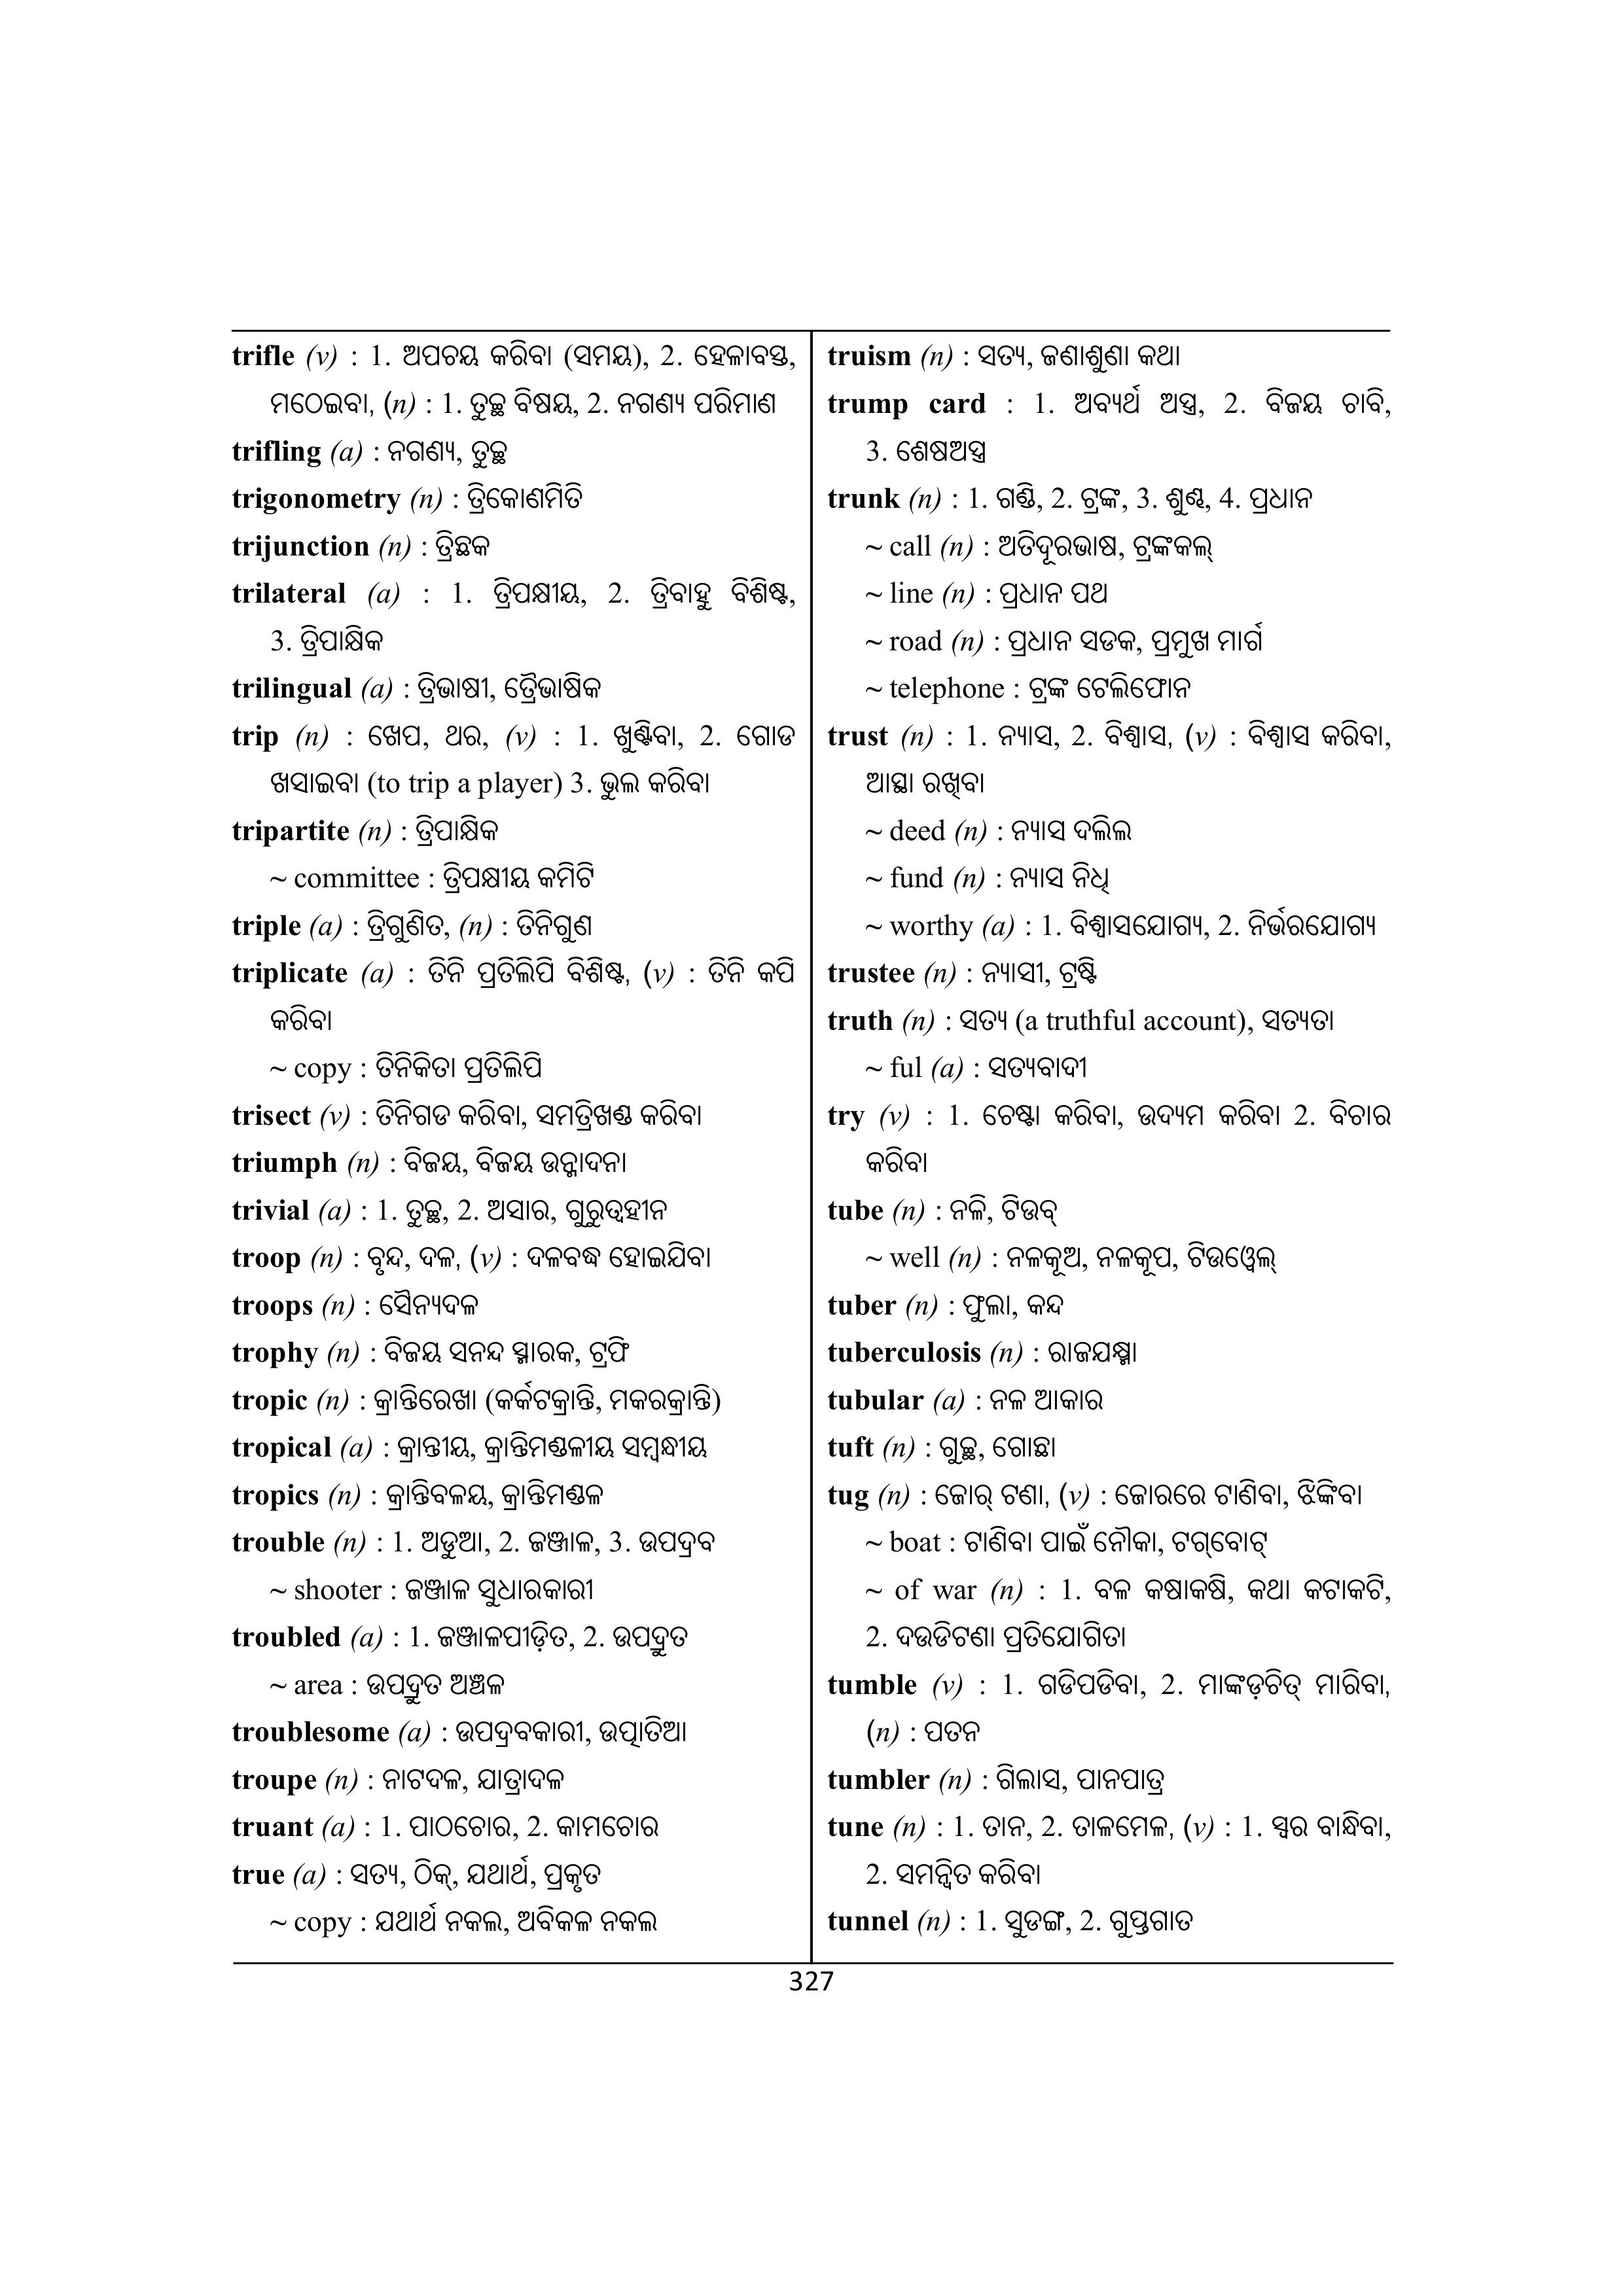 trifle (v) : 1. ଅପଚୟ କରିବା (ସମୟ), 2. ହେଳାବସ୍ତ,
ମଠେଇବା, (n) : 1. ତୁଚ୍ଛ ବିଷୟ, 2. ନଗଣ୍ୟ ପରିମାଣ
trifling (a) : ନଗଣ୍ୟ, ତୁଚ୍ଛ
trigonometry (n) : ତ୍ରିକୋଣମିତି
trijunction (n) : ତ୍ରିଛକ
trilateral (a) : 1. ତ୍ରିପକ୍ଷୀୟ, 2. ତ୍ରିବାହୁ ବିଶିଷ୍ଟ,
3. ତ୍ରିପାକ୍ଷିକ
trilingual (a) : ତ୍ରିଭାଷୀ, ତ୍ରୈଭାଷିକ
trip (n) : ଖେପ, ଥର, (v) : 1. ଖୁଣ୍ଟିବା, 2. ଗୋଡ
ଖସାଇବା (to trip a player) 3. ଭୁଲ କରିବା
tripartite (n) : ତ୍ରିପାକ୍ଷିକ
~ committee : ତ୍ରିପକ୍ଷୀୟ କମିଟି
triple (a) : ତ୍ରିଗୁଣିତ, (n) : ତିନିଗୁଣ
triplicate (a) : ତିନି ପ୍ରତିଲିପି ବିଶିଷ୍ଟ, (v) : ତିନି କପି
କରିବା
~ copy : ତିନିକିତା ପ୍ରତିଲିପି
trisect (v) : ତିନିଗଡ କରିବା, ସମତ୍ରିଖଣ୍ଡ କରିବା
triumph (n) : ବିଜୟ, ବିଜୟ ଉନ୍ମାଦନା
trivial (a) : 1. ତୁଚ୍ଛ, 2. ଅସାର, ଗୁରୁତ୍ୱହୀନ
troop (n) : ବୃନ୍ଦ, ଦଳ, (v) : ଦଳବଦ୍ଧ ହୋଇଯିବା
troops (n) : ସୈନ୍ୟଦଳ
trophy (n) : ବିଜୟ ସନନ୍ଦ ସ୍ମାରକ, ଟ୍ରଫି
tropic (n) : କ୍ରାନ୍ତିରେଖା (କର୍କଟକ୍ରାନ୍ତି, ମକରକ୍ରାନ୍ତି)
tropical (a) : କ୍ରାନ୍ତୀୟ, କ୍ରାନ୍ତିମଣ୍ଡଳୀୟ ସମ୍ବନ୍ଧୀୟ
tropics (n) : କ୍ରାନ୍ତିବଳୟ, କ୍ରାନ୍ତିମଣ୍ଡଳ
trouble (n) : 1. ଅଡୁଆ, 2. ଜଞ୍ଜାଳ, 3. ଉପଦ୍ରବ
~ shooter : ଜଞ୍ଜାଳ ସୁଧାରକାରୀ
troubled (a) : 1. ଜଞ୍ଜାଳପୀଡ଼ିତ, 2. ଉପଦ୍ରୁତ
~ area : ଉପଦ୍ରୁତ ଅଞ୍ଚଳ
troublesome (a) : ଉପଦ୍ରବକାରୀ, ଉତ୍ପାତିଆ
troupe (n) : ନାଟଦଳ, ଯାତ୍ରାଦଳ
truant (a) : 1. ପାଠଚୋର, 2. କାମଚୋର
true (a) : ସତ୍ୟ, ଠିକ୍, ଯଥାର୍ଥ, ପ୍ରକୃତ
~ copy : ଯଥାର୍ଥ ନକଲ, ଅବିକଳ ନକଲ
truism (n) : ସତ୍ୟ, ଜଣାଶୁଣା କଥା
trump card : 1. ଅବ୍ୟର୍ଥ ଅସ୍ତ୍ର, 2. ବିଜୟ ଚାବି,
3. ଶେଷଅସ୍ତ୍ର
trunk (n) : 1. ଗଣ୍ଡି, 2. ଟ୍ରଙ୍କ, 3. ଶୁଣ୍ଢ, 4. ପ୍ରଧାନ
~ call (n) : ଅତିଦୂରଭାଷ, ଟ୍ରଙ୍କକଲ୍
~ line (n) : ପ୍ରଧାନ ପଥ
~ road (n) : ପ୍ରଧାନ ସଡକ, ପ୍ରମୁଖ ମାର୍ଗ
~ telephone : ଟ୍ରଙ୍କ ଟେଲିଫୋନ
trust (n) : 1. ନ୍ୟାସ, 2. ବିଶ୍ୱାସ, (v) : ବିଶ୍ୱାସ କରିବା,
ଆସ୍ଥା ରଖିବା
~ deed (n) : ନ୍ୟାସ ଦଲିଲ
~ fund (n) : ନ୍ୟାସ ନିଧି
~ worthy (a) : 1. ବିଶ୍ୱାସଯୋଗ୍ୟ, 2. ନିର୍ଭରଯୋଗ୍ୟ
trustee (n) : ନ୍ୟାସୀ, ଟ୍ରଷ୍ଟି
truth (n) : ସତ୍ୟ (a truthful account), ସତ୍ୟତା
~ ful (a) : ସତ୍ୟବାଦୀ
try (v) : 1. ଚେଷ୍ଟା କରିବା, ଉଦ୍ୟମ କରିବା 2. ବିଚାର
କରିବା
tube (n) : ନଳି, ଟିଉବ୍
~ well (n) : ନଳକୂଅ, ନଳକୂପ, ଟିଉୱେଲ୍
tuber (n) : ଫୁଲା, କନ୍ଦ
tuberculosis (n) : ରାଜଯକ୍ଷ୍ମା
tubular (a) : ନଳ ଆକାର
tuft (n) : ଗୁଚ୍ଛ, ଗୋଛା
tug (n) : ଜୋର୍ ଟଣା, (v) : ଜୋରରେ ଟାଣିବା, ଝିଙ୍କିବା
~ boat : ଟାଣିବା ପାଇଁ ନୌକା, ଟଗ୍‌ବୋଟ୍
~ of war (n) : 1. ବଳ କଷାକଷି, କଥା କଟାକଟି,
2. ଦଉଡିଟଣା ପ୍ରତିଯୋଗିତା
tumble (v) : 1. ଗଡିପଡିବା, 2. ମାଙ୍କଡ଼ଚିତ୍ ମାରିବା,
(n) : ପତନ
tumbler (n) : ଗିଲାସ, ପାନପାତ୍ର
tune (n) : 1. ତାନ, 2. ତାଳମେଳ, (v) : 1. ସ୍ୱର ବାନ୍ଧିବା,
2. ସମନ୍ୱିତ କରିବା
tunnel (n) : 1. ସୁଡଙ୍ଗ, 2. ଗୁପ୍ତଗାତ
327